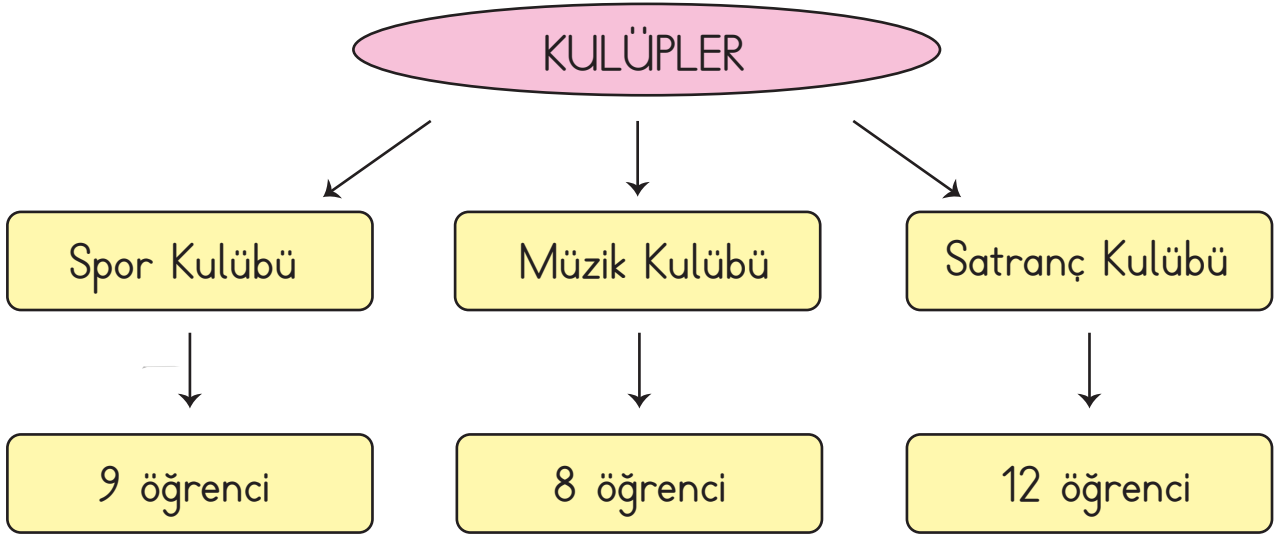 KULÜPLER
Spor Kulübü
Müzik Kulübü
Satranç Kulübü
9 öğrenci
8 öğrenci
12 öğrenci